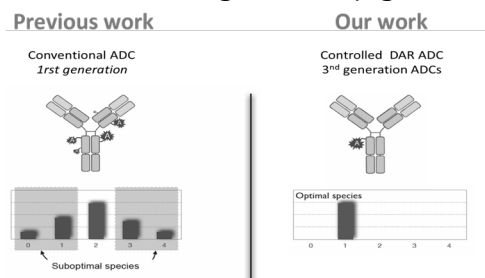 Previous work
Our work
Conventional ADC
1rst generation
Controlled DAR ADC
3nd generation ADCs
Optimal species
0 1 2 3 4
0 1 2 3 4
Suboptimal species